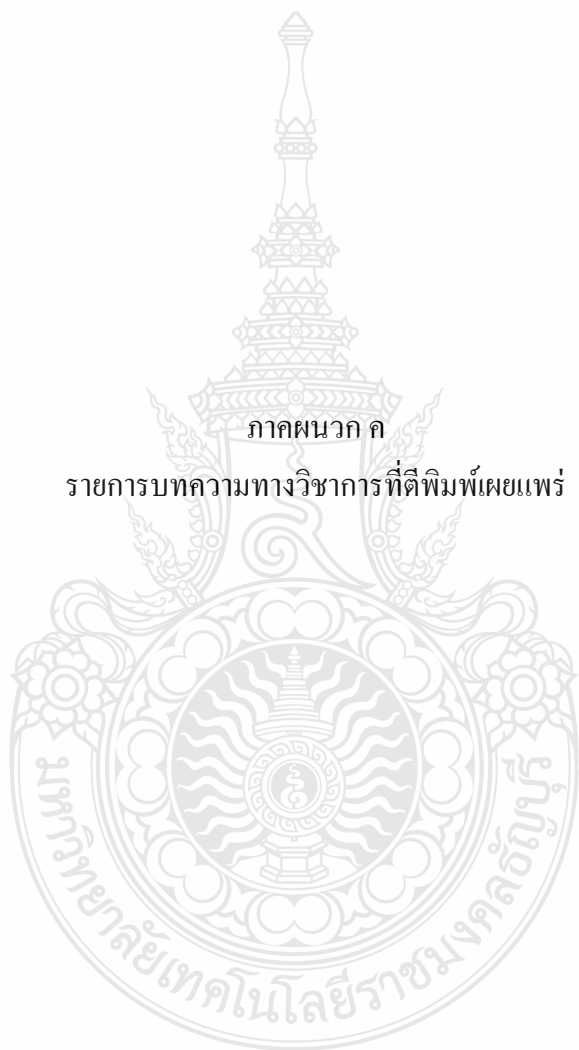 ภาคผนวก ค
รายการบทความทางวิชาการที่ตีพิมพ์เผยแพร่
มหาวิทยาลัยเทคโนโลยีราชมงคลธัญบุรี